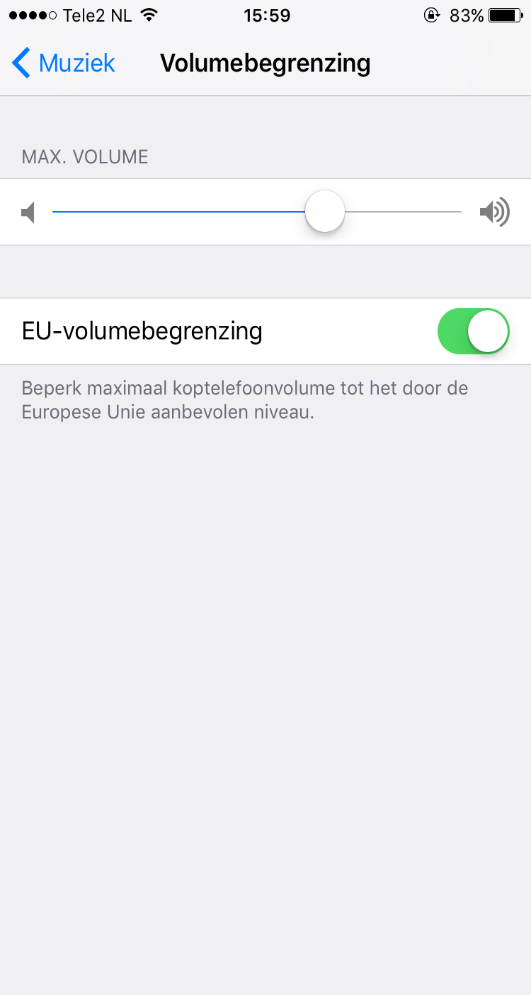 Tele2 NL 15:59 83%
Muziek Volumebegrenzing
MAX. VOLUME
EU-volumebegrenzing
Beperk maximaal koptelefoonvolume tot het door de
Europese Unie aanbevolen niveau.